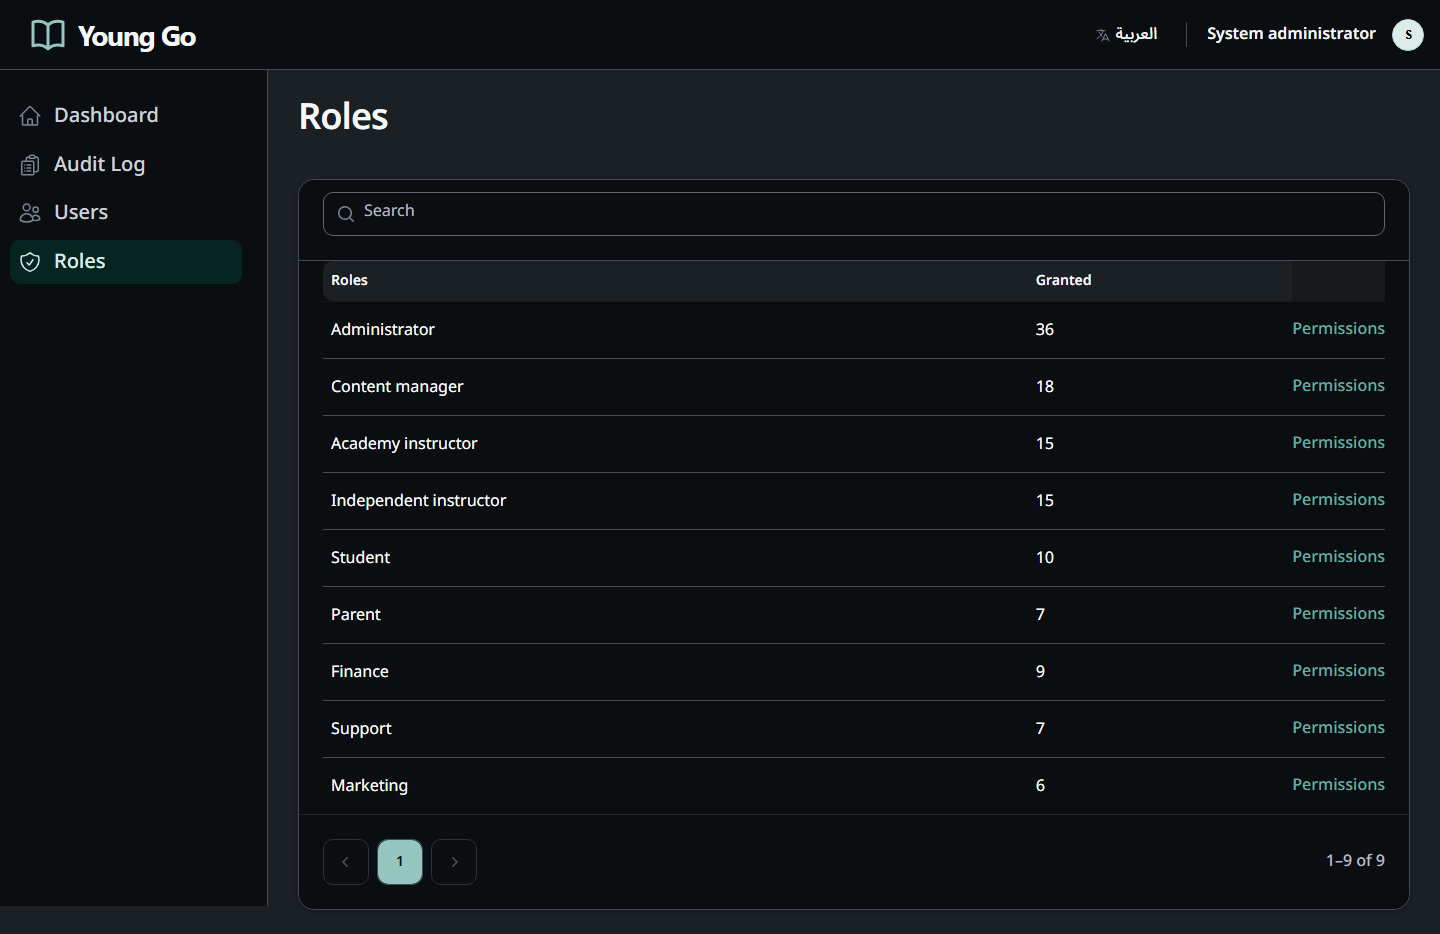 Young Go
العربية
System administrator
S
Dashboard
Audit Log
Users
Roles
Roles
Search
Roles Granted
Administrator 36 Permissions
Content manager 18 Permissions
Academy instructor 15 Permissions
Independent instructor 15 Permissions
Student 10 Permissions
Parent 7 Permissions
Finance 9 Permissions
Support 7 Permissions
Marketing 6 Permissions
1
1–9 of 9